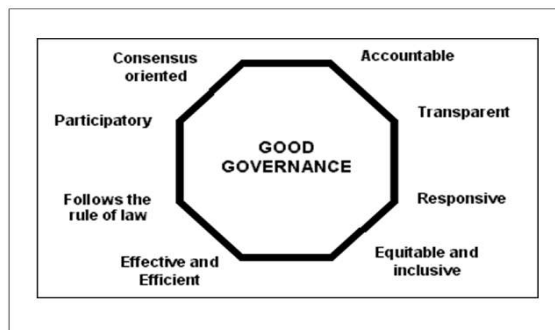 Consensus
oriented
Accountable
Participatory
Transparent
GOOD
GOVERNANCE
Follows the
rule of law
Responsive
Effective and
Efficient
Equitable and
inclusive